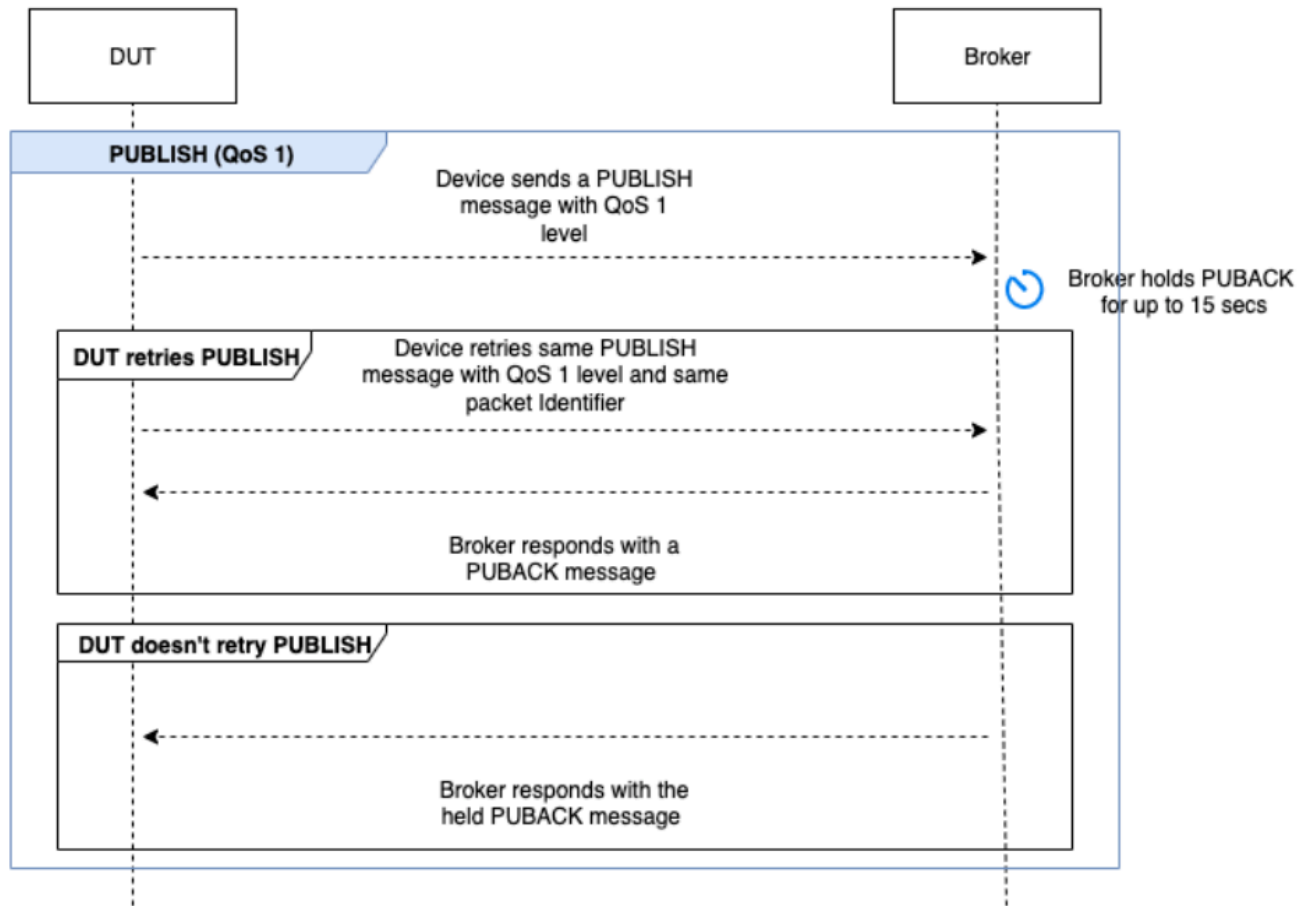 DUT
Broker
PUBLISH (QoS 1)
Device sends a PUBLISH
message with QoS 1
level
Broker holds PUBACK
for up to 15 secs
DUT retries PUBLISH
Device retries same PUBLISH
message with QoS 1 level and same
packet Identifier
Broker responds with a
PUBACK message
DUT doesn't retry PUBLISH
Broker responds with the
held PUBACK message